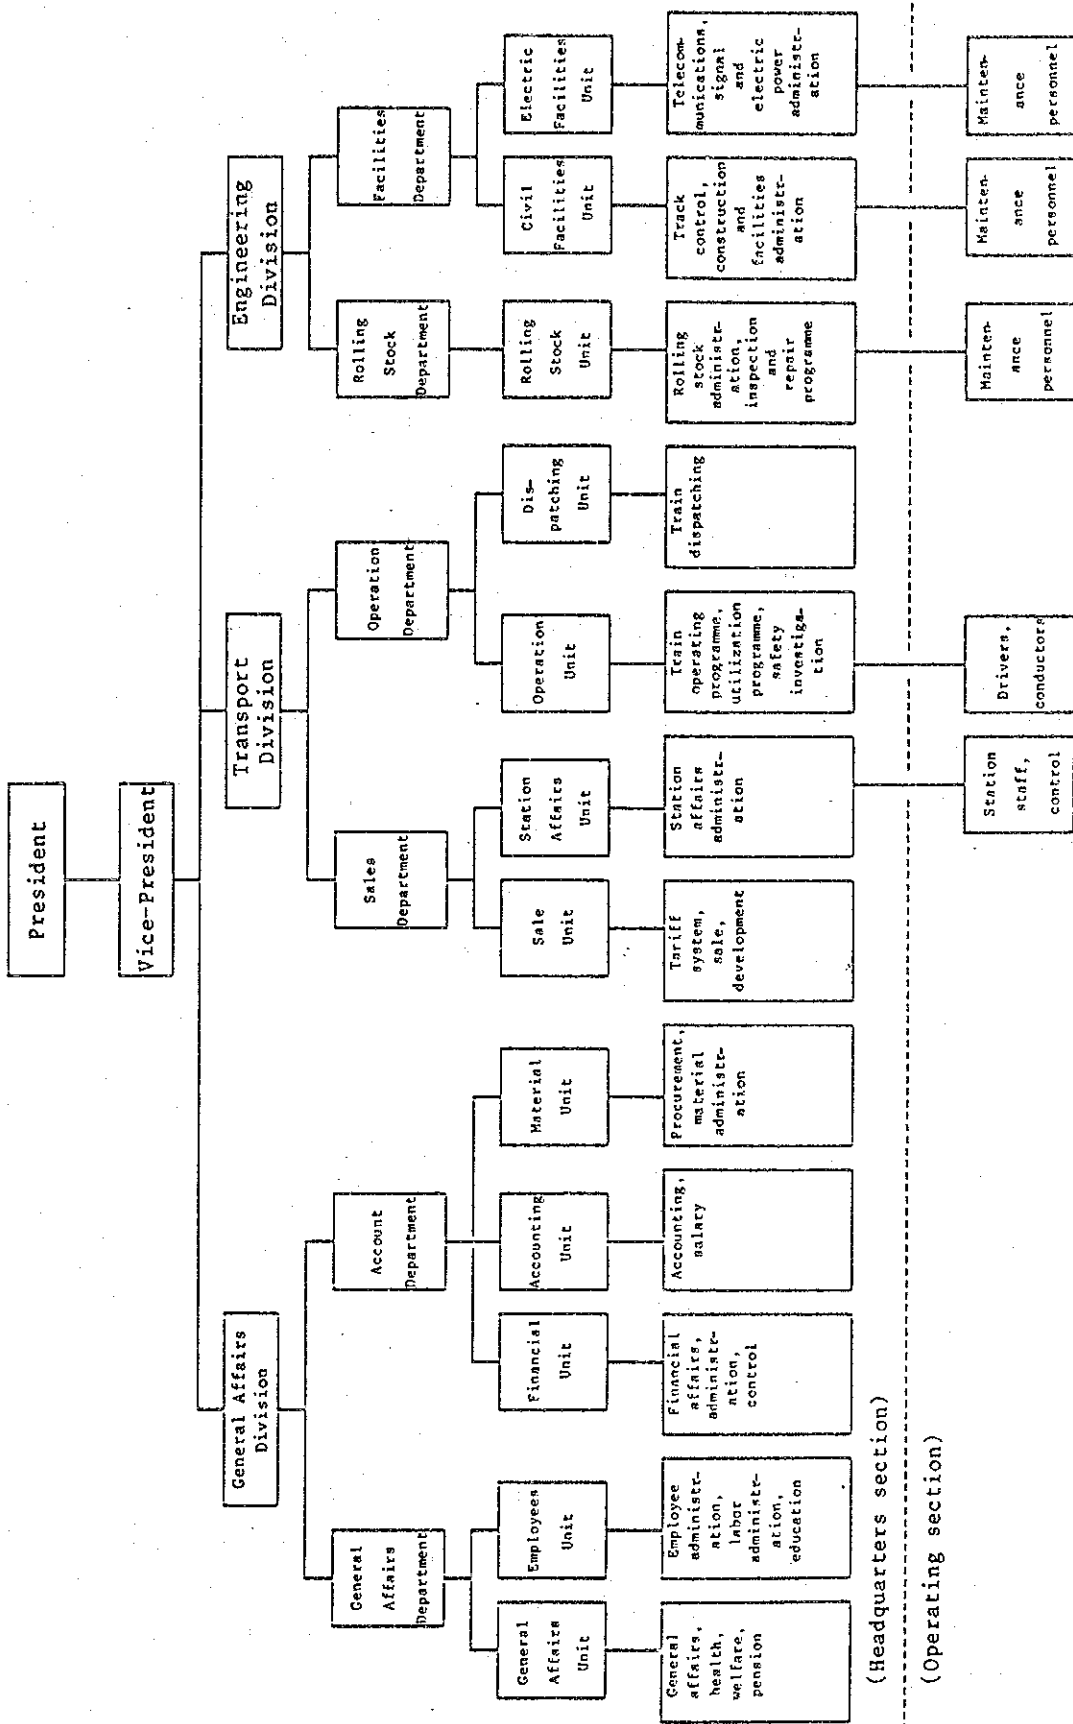 President
Vice-President
General Affairs
Division
Transport
Division
Engineering
Division
General
Affairs
Department
Account
Department
Sales
Department
Operation
Department
Rolling
Stock
Department
Facilities
Department
General
Affairs
Unit
Employees
Unit
Financial
Unit
Accounting
Unit
Material
Unit
Sale
Unit
Station
Affairs
Unit
Operation
Unit
Dis-
patching
Unit
Rolling
Stock
Unit
Civil
Facilities
Unit
Electric
Facilities
Unit
General
affairs,
health,
welfare,
pension
Employee
administr-
ation,
labor
administr-
ation,
education
Financial
affairs,
administr-
ation,
control
Accounting,
salary
Procurement,
material
administr-
ation
Tariff
system,
sale,
development
Station
affairs
administr-
ation
Train
operating
programme,
utilization
programme,
safety
investiga-
tion
Train
dispatching
Rolling
stock
administr-
ation,
inspection
and
repair
programme
Track
control,
construction
and
facilities
administr-
ation
Telecom-
munications,
signal
and
electric
power
administr-
ation
(Headquarters section)
(Operating section)
Station
staff,
control
Drivers,
conductors
Mainten-
ance
personnel
Mainten-
ance
personnel
Mainten-
ance
personnel